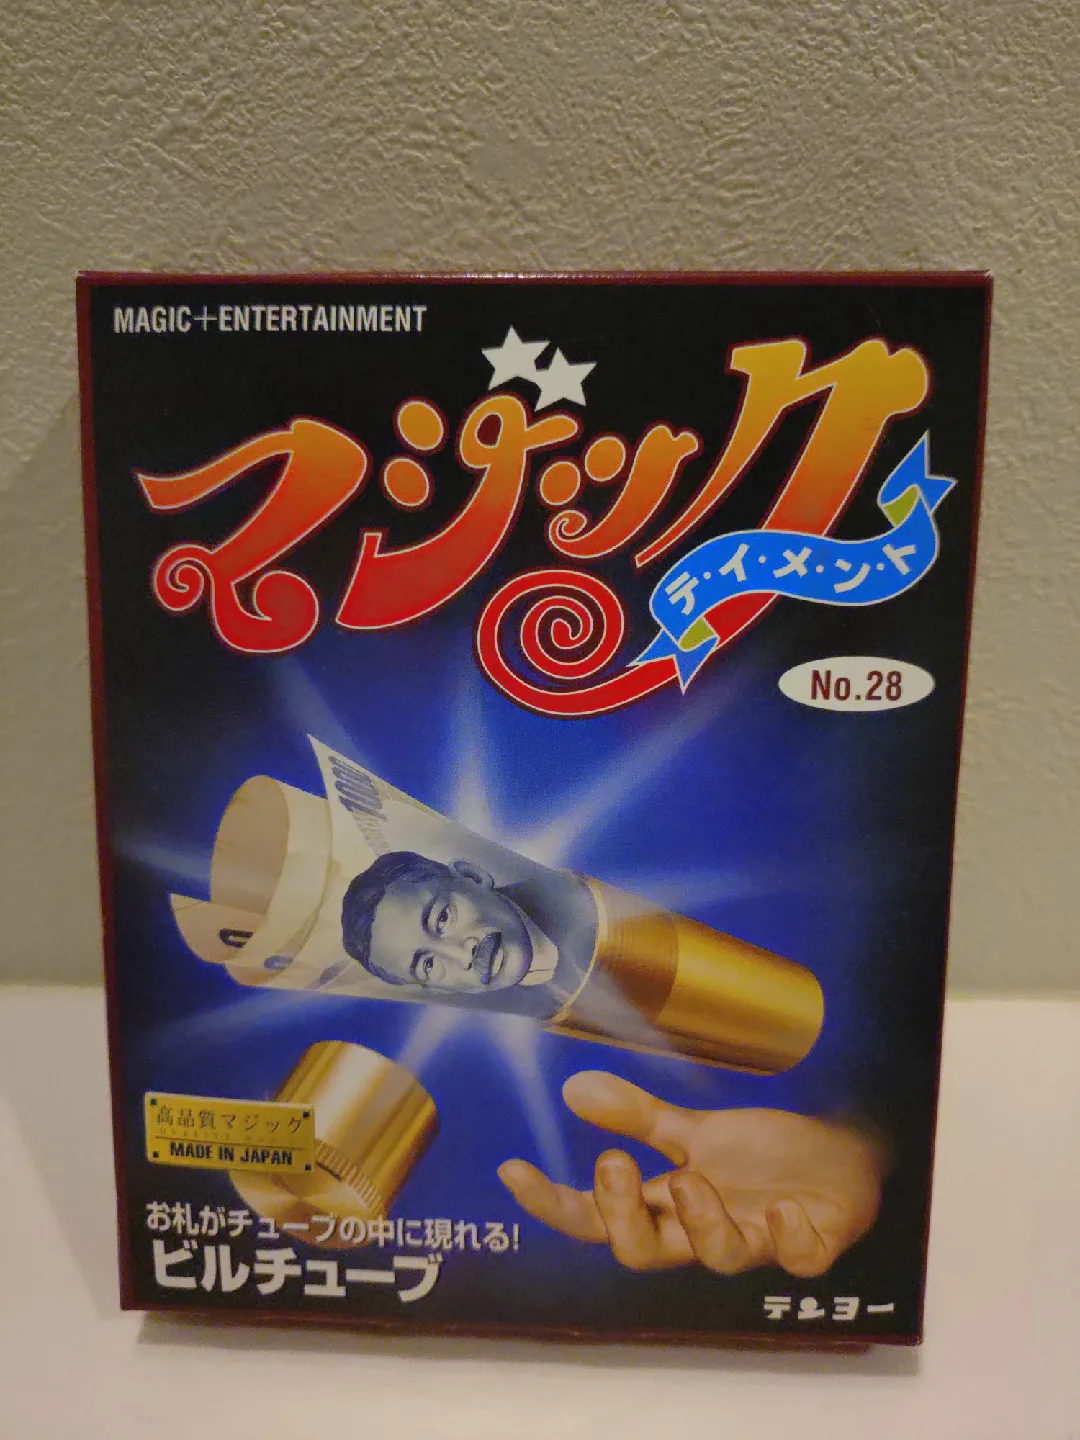 MAGIC+ENTERTAINMENT
マジック
テ・イ・メ・ン・ト
No.28
1000
0
高品質マジック
MADE IN JAPAN
お札がチューブの中に現れる!
ビルチューブ
テンヨー